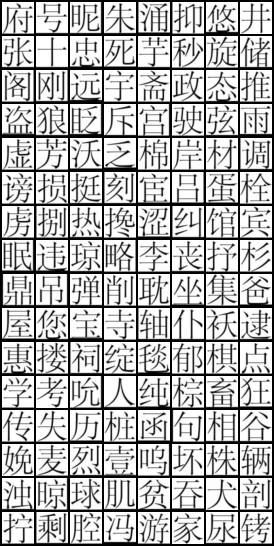 府号昵朱涌抑悠井
张十忠死芋秒旋储
阁刚远宇斋政态推
盗狼眨斥宫驶弦雨
虚芳沃乏棉岸材调
谤损挺刻宦吕蛋栓
虏捌热搀涩纠馆宾
眠违琼略李丧抒杉
鼎吊弹削耽坐集爸
屋您宝寺轴仆袄逮
惠搂祠绽毯郁棋点
学考吮人纯棕畜狂
传失历桩函句相谷
娩麦烈壹呜坏株辆
浊晾球肌贫吞犬剖
拧剩腔冯游家尿铐